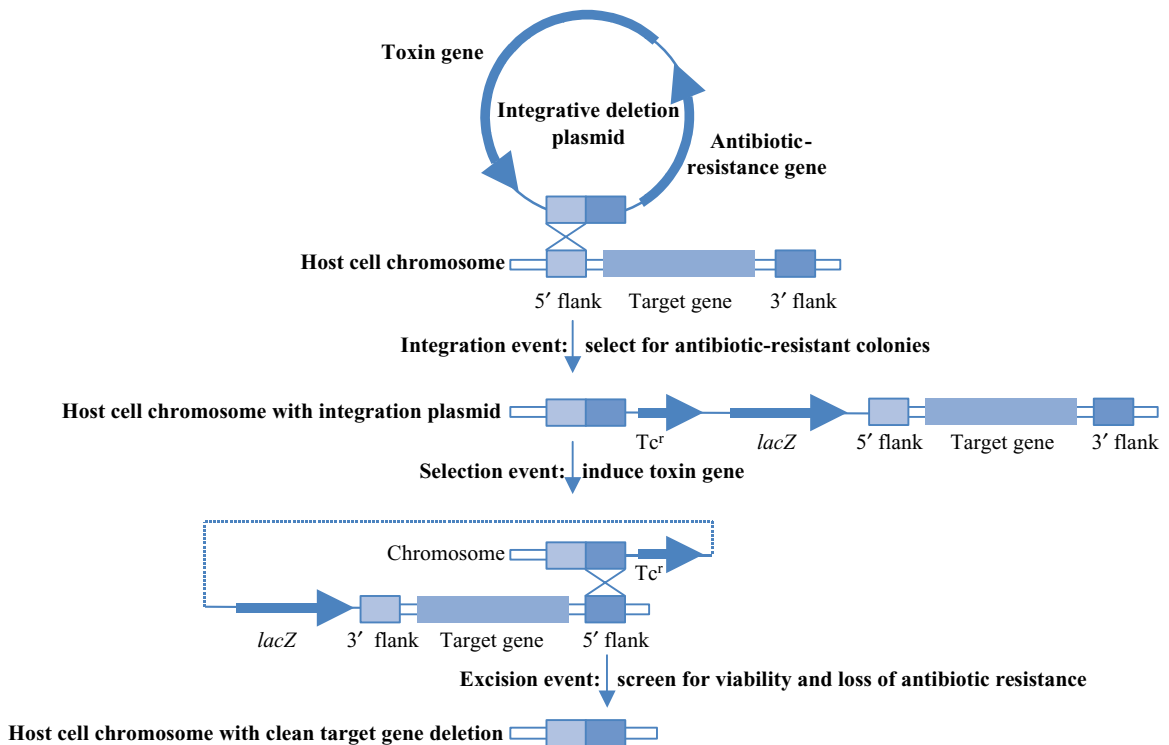 Toxin gene
Integrative deletion
plasmid
Antibiotic-
resistance gene
Host cell chromosome
5′ flank Target gene 3′ flank
Integration event: select for antibiotic-resistant colonies
Host cell chromosome with integration plasmid
Tcʳ lacZ 5′ flank Target gene 3′ flank
Selection event: induce toxin gene
Chromosome
Tcʳ
lacZ 3′ flank Target gene 5′ flank
Excision event: screen for viability and loss of antibiotic resistance
Host cell chromosome with clean target gene deletion